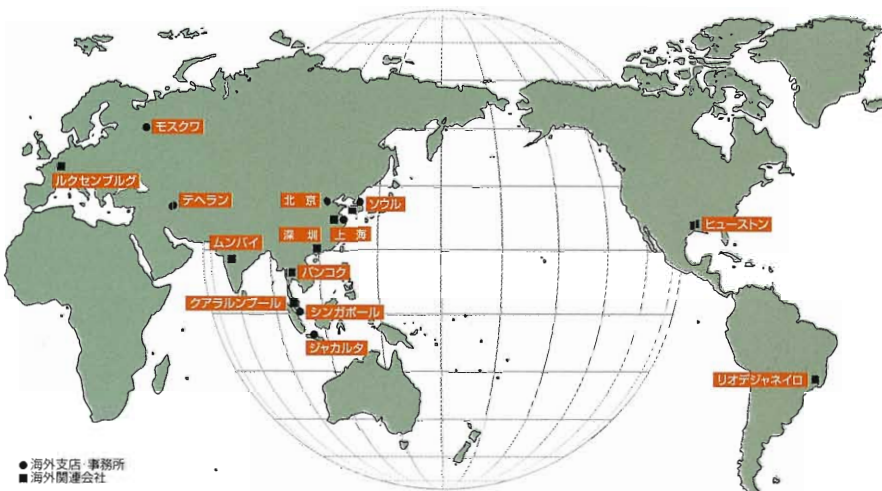 モスクワ
ルクセンブルグ
テヘラン
北京
ソウル
ムンバイ
深圳
上海
ヒューストン
バンコク
クアラルンプール
シンガポール
ジャカルタ
リオデジャネイロ
●海外支店・事務所
■海外関連会社